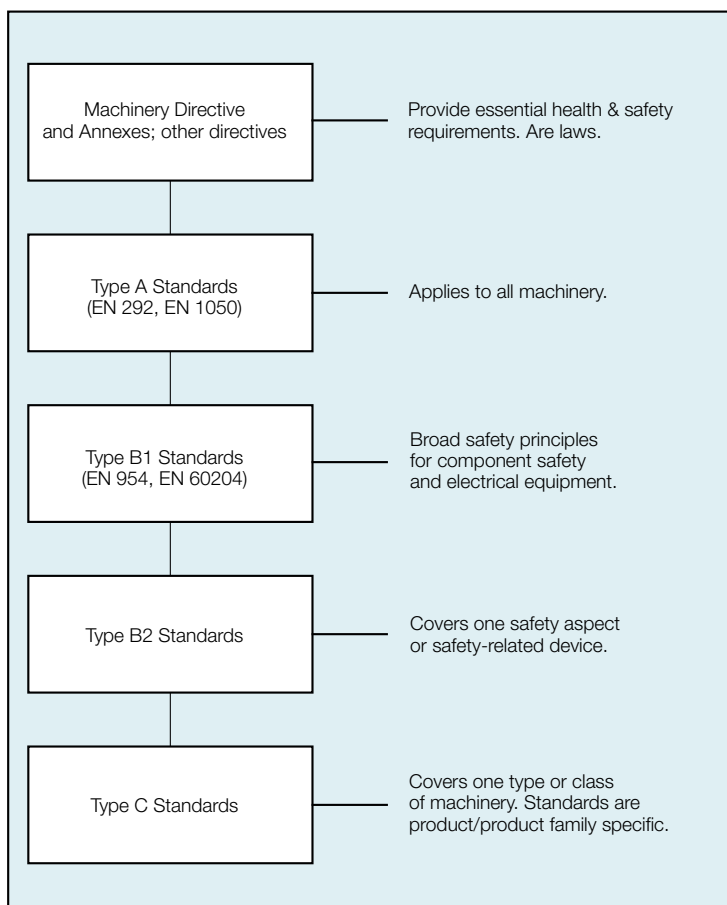 Machinery Directive
and Annexes; other directives
Provide essential health & safety
requirements. Are laws.
Type A Standards
(EN 292, EN 1050)
Applies to all machinery.
Type B1 Standards
(EN 954, EN 60204)
Broad safety principles
for component safety
and electrical equipment.
Type B2 Standards
Covers one safety aspect
or safety-related device.
Type C Standards
Covers one type or class
of machinery. Standards are
product/product family specific.